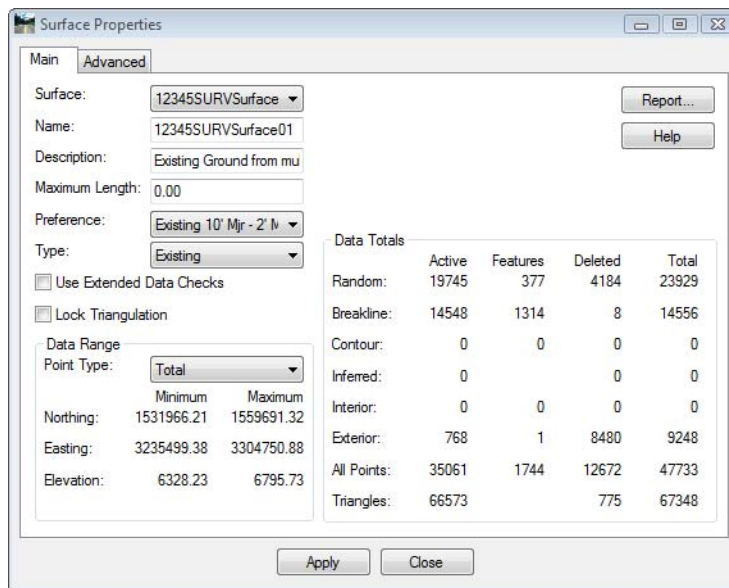 Surface Properties
Main Advanced
Surface: 12345SURVSurface
Name: 12345SURVSurface01
Description: Existing Ground from mu
Maximum Length: 0.00
Preference: Existing 10' Mjr - 2' M
Type: Existing
Use Extended Data Checks
Lock Triangulation
Report...
Help
Data Range
Point Type: Total
Minimum Maximum
Northing: 1531966.21 1559691.32
Easting: 3235499.38 3304750.88
Elevation: 6328.23 6795.73
Data Totals
Active Features Deleted Total
Random: 19745 377 4184 23929
Breakline: 14548 1314 8 14556
Contour: 0 0 0 0
Inferred: 0 0 0
Interior: 0 0 0 0
Exterior: 768 1 8480 9248
All Points: 35061 1744 12672 47733
Triangles: 66573 775 67348
Apply Close